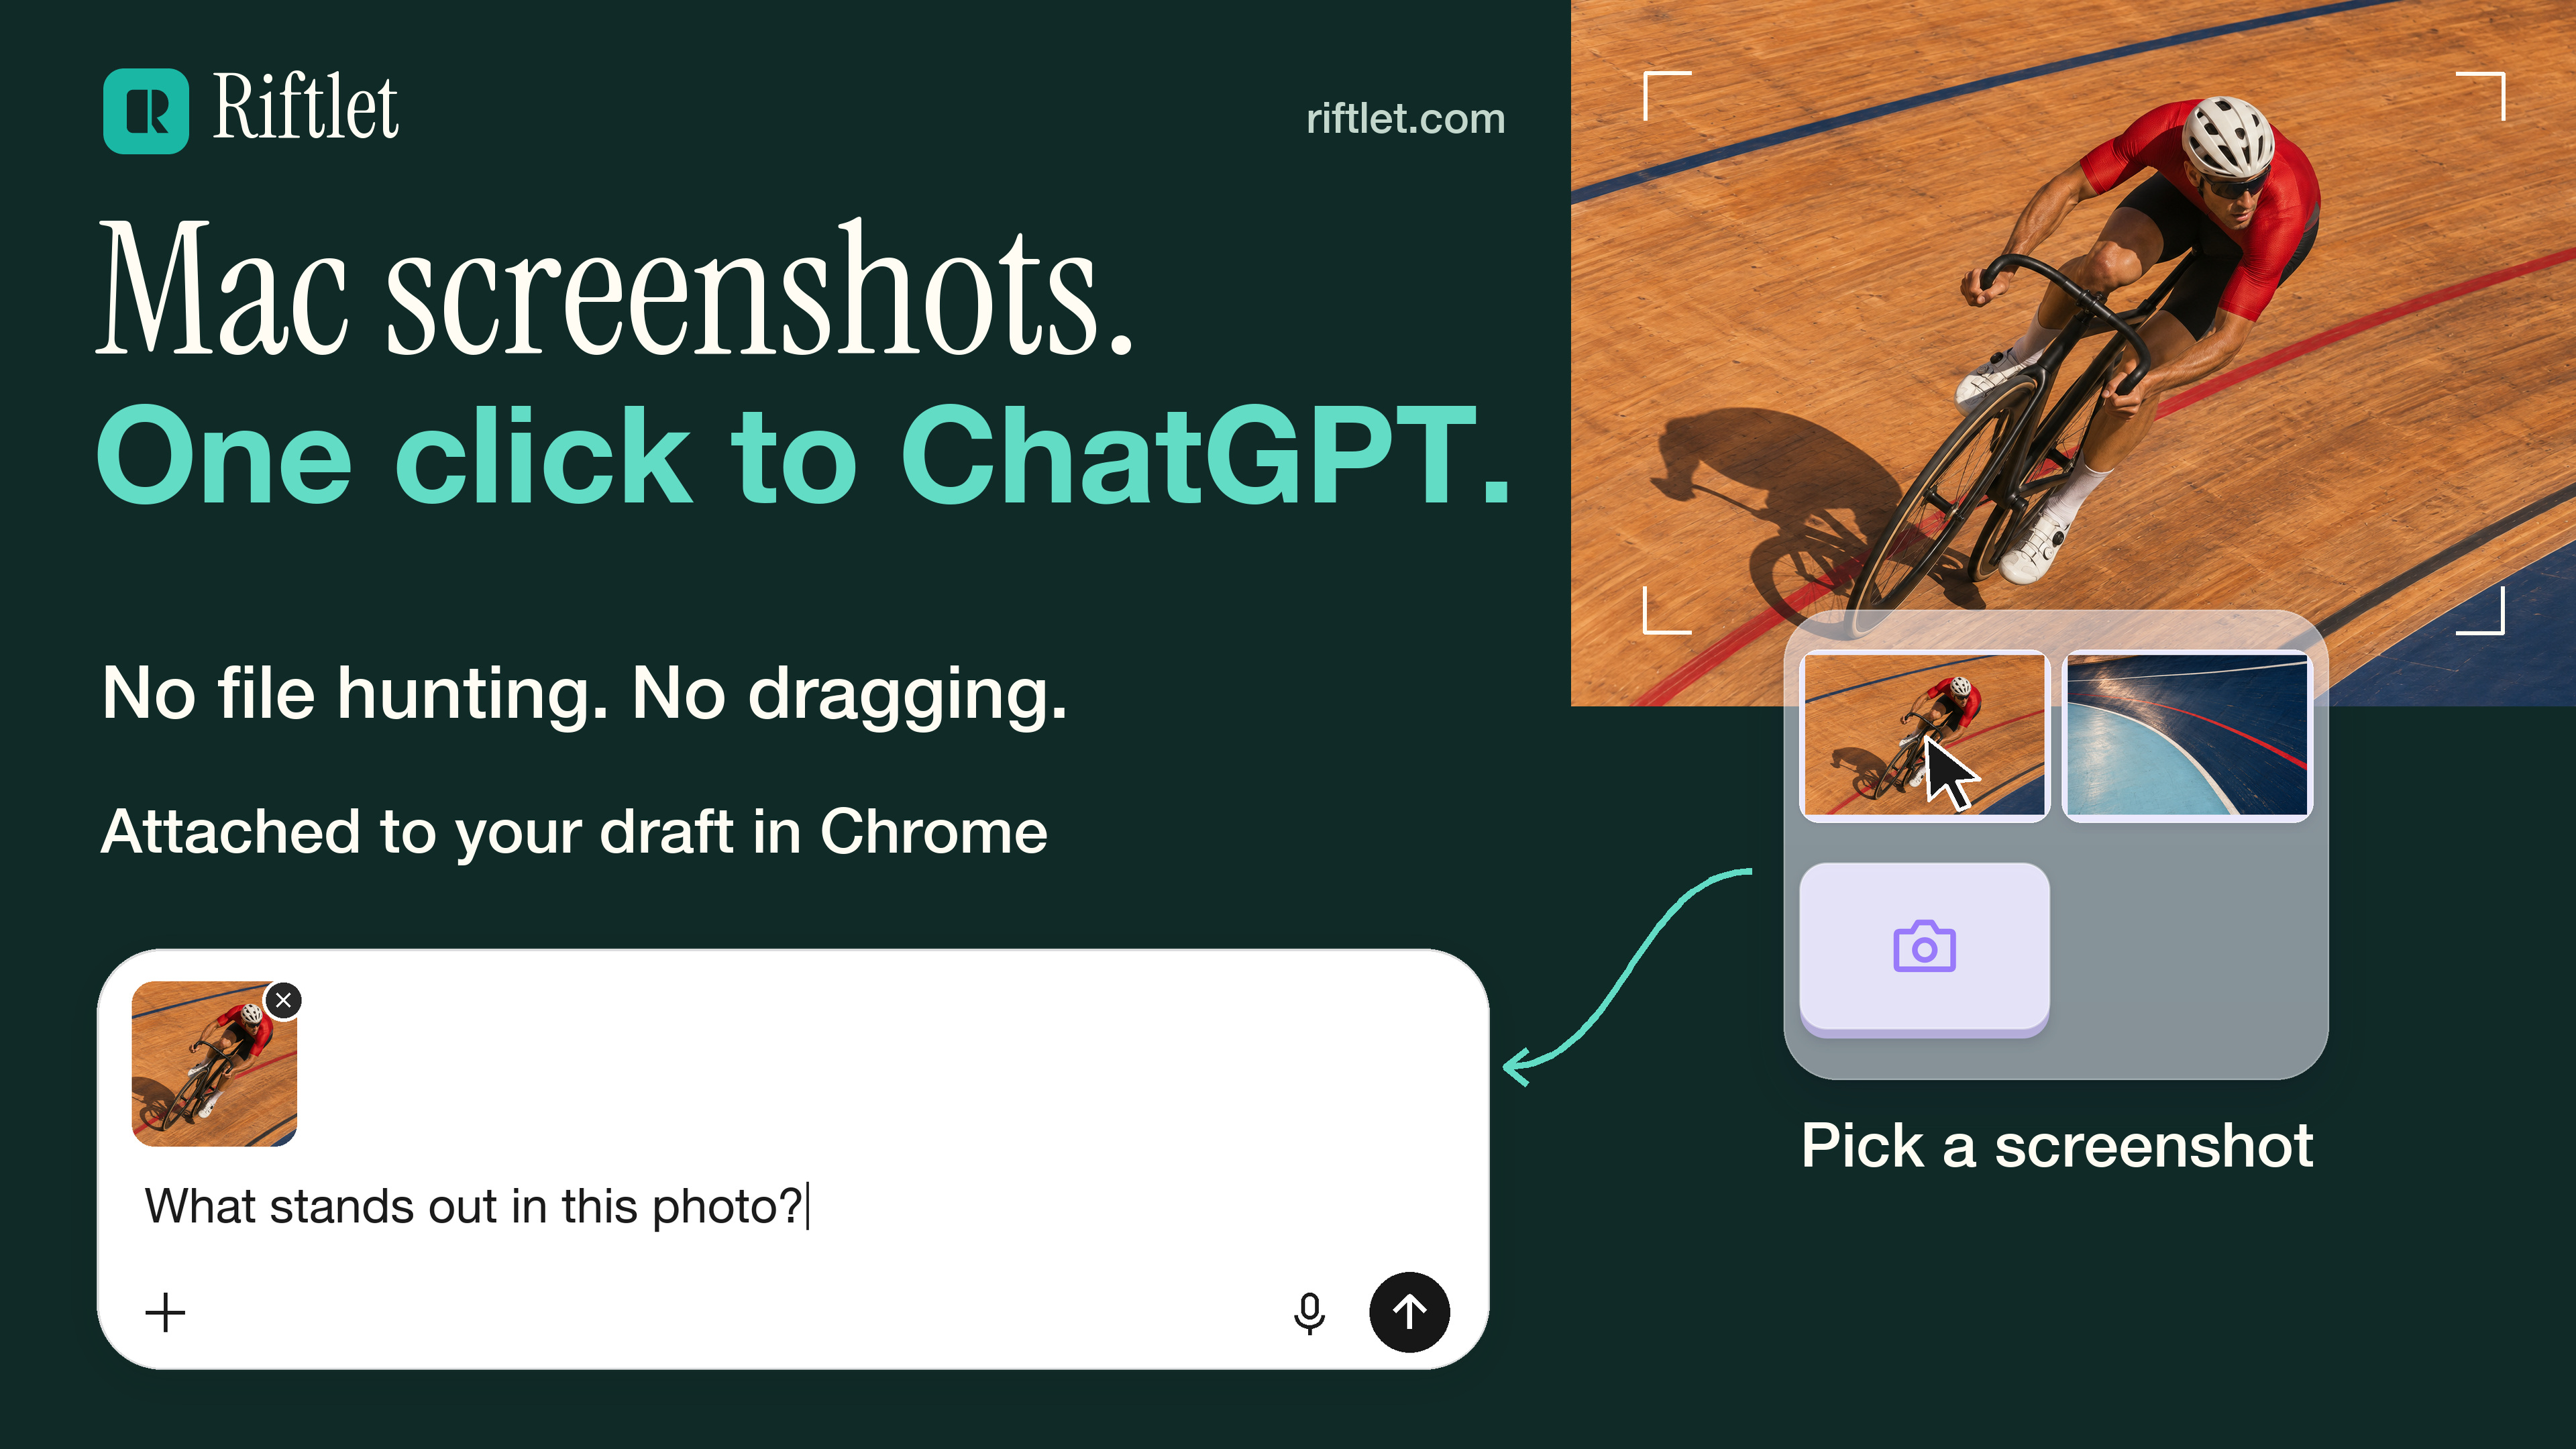 Riftlet
riftlet.com
Mac screenshots.
One click to ChatGPT.
No file hunting. No dragging.
Attached to your draft in Chrome
What stands out in this photo?
Pick a screenshot